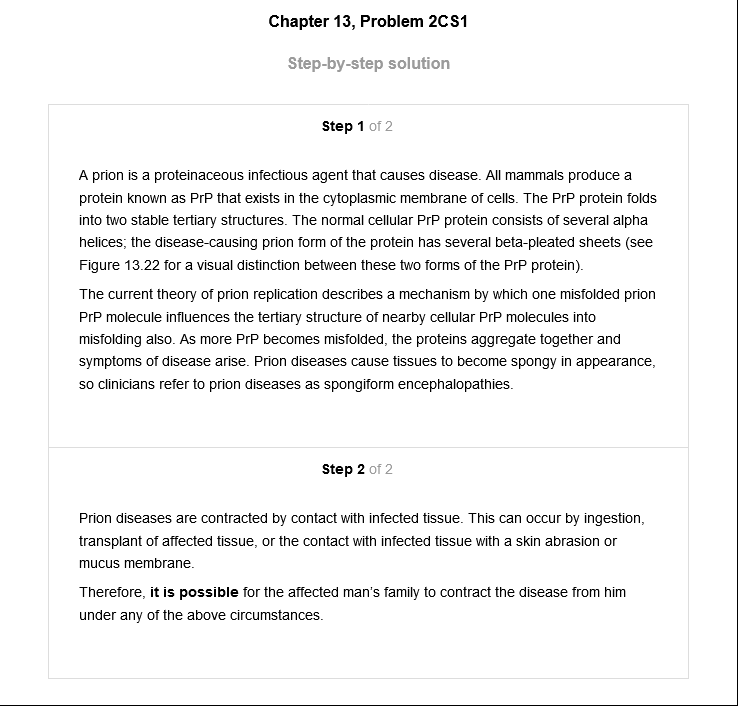 Chapter 13, Problem 2CS1
Step-by-step solution
Step 1 of 2
A prion is a proteinaceous infectious agent that causes disease. All mammals produce a
protein known as PrP that exists in the cytoplasmic membrane of cells. The PrP protein folds
into two stable tertiary structures. The normal cellular PrP protein consists of several alpha
helices; the disease-causing prion form of the protein has several beta-pleated sheets (see
Figure 13.22 for a visual distinction between these two forms of the PrP protein).
The current theory of prion replication describes a mechanism by which one misfolded prion
PrP molecule influences the tertiary structure of nearby cellular PrP molecules into
misfolding also. As more PrP becomes misfolded, the proteins aggregate together and
symptoms of disease arise. Prion diseases cause tissues to become spongy in appearance,
so clinicians refer to prion diseases as spongiform encephalopathies.
Step 2 of 2
Prion diseases are contracted by contact with infected tissue. This can occur by ingestion,
transplant of affected tissue, or the contact with infected tissue with a skin abrasion or
mucus membrane.
Therefore, it is possible for the affected man's family to contract the disease from him
under any of the above circumstances.